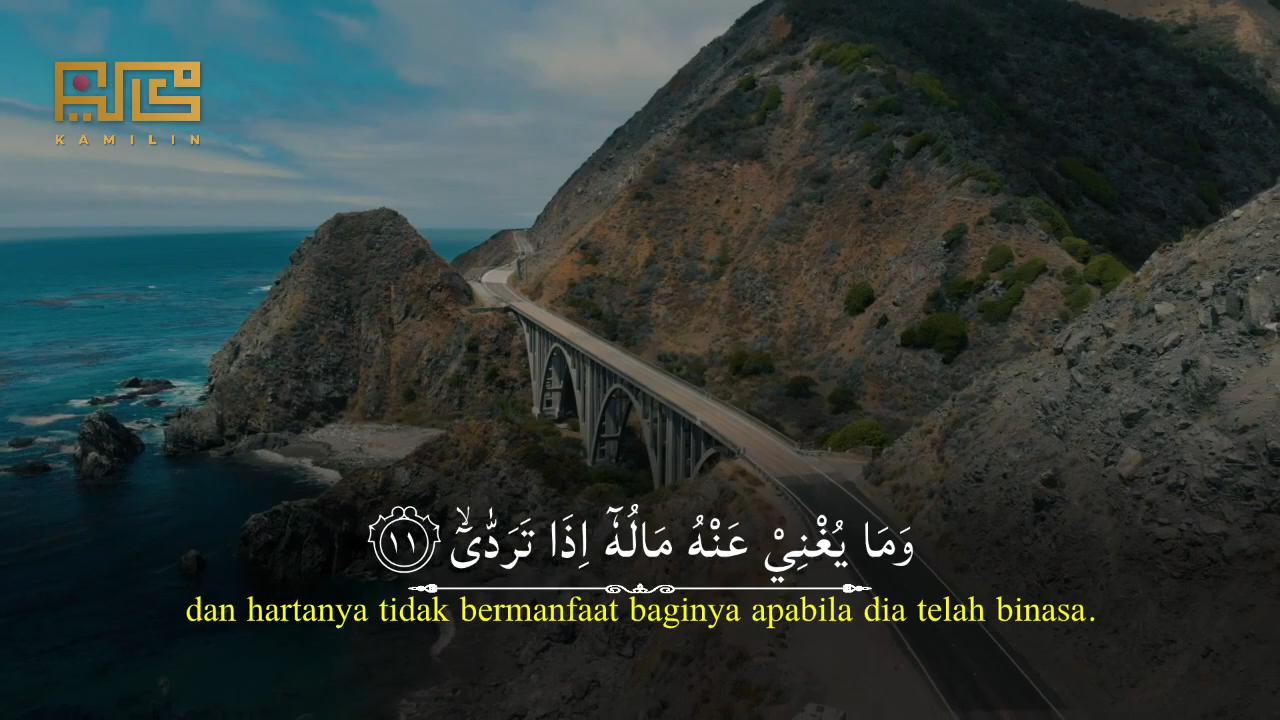 KAMILIN
وَمَا يُغْنِيْ عَنْهُ مَالُهٗٓ اِذَا تَرَدّٰىٓۙ ١١
dan hartanya tidak bermanfaat baginya apabila dia telah binasa.